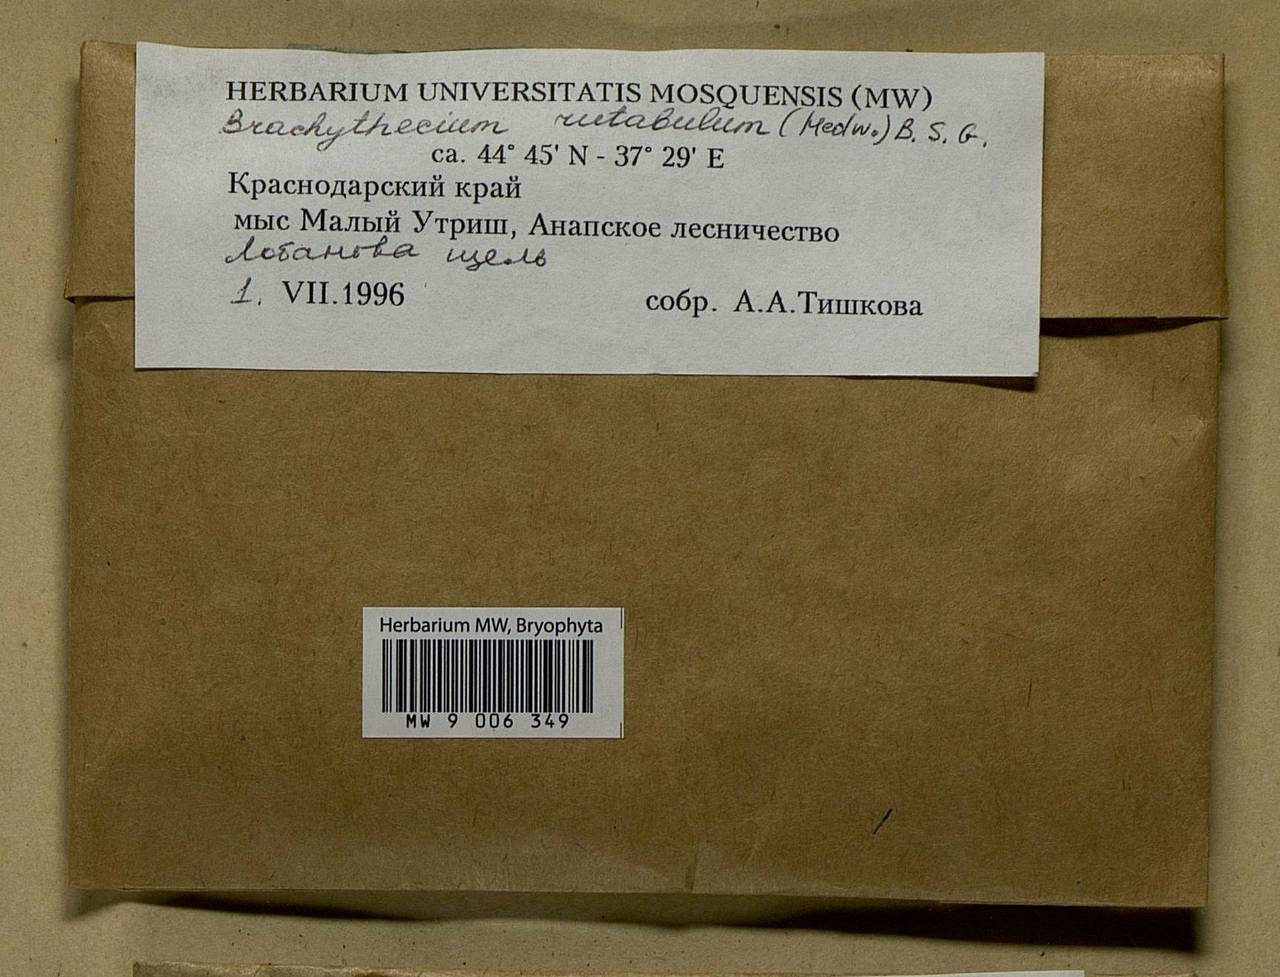 HERBARIUM UNIVERSITATIS MOSQUENSIS (MW)
Brachythecium rutabulum (Hedw.) B. S. G.
ca. 44° 45' N - 37° 29' E
Краснодарский край
мыс Малый Утриш, Анапское лесничество
Лобанова щель
1. VII.1996 собр. А.А.Тишкова
Herbarium MW, Bryophyta
MW 9 006 349